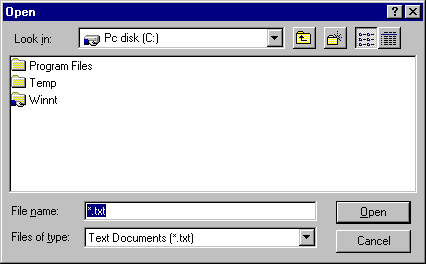 Open
Look in: Pc disk (C:)
Program Files
Temp
Winnt
File name: *.txt
Open
Files of type: Text Documents (*.txt)
Cancel